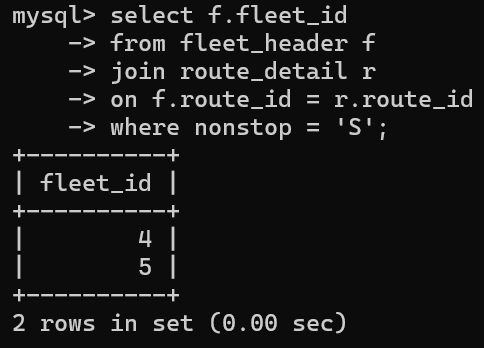 mysql> select f.fleet_id
    -> from fleet_header f
    -> join route_detail r
    -> on f.route_id = r.route_id
    -> where nonstop = 'S';
+----------+
| fleet_id |
+----------+
|        4 |
|        5 |
+----------+
2 rows in set (0.00 sec)